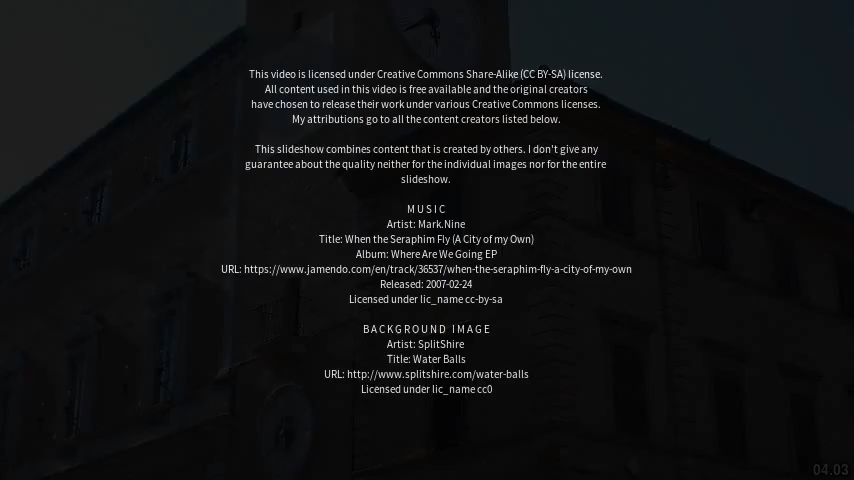 This video is licensed under Creative Commons Share-Alike (CC BY-SA) license.
All content used in this video is free available and the original creators
have chosen to release their work under various Creative Commons licenses.
My attributions go to all the content creators listed below.
This slideshow combines content that is created by others. I don't give any
guarantee about the quality neither for the individual images nor for the entire
slideshow.
MUSIC
Artist: Mark.Nine
Title: When the Seraphim Fly (A City of my Own)
Album: Where Are We Going EP
URL: https://www.jamendo.com/en/track/36537/when-the-seraphim-fly-a-city-of-my-own
Released: 2007-02-24
Licensed under lic_name cc-by-sa
BACKGROUND IMAGE
Artist: SplitShire
Title: Water Balls
URL: http://www.splitshire.com/water-balls
Licensed under lic_name cc0
04.03